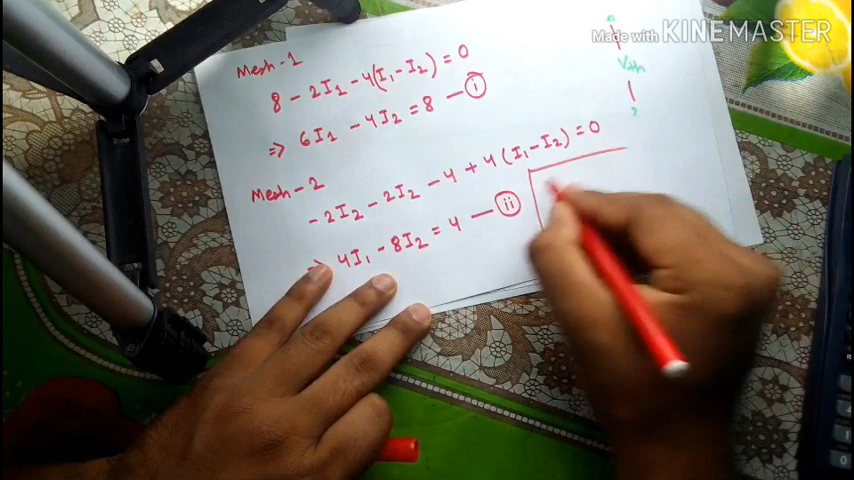 Made with KINEMASTER
Mesh-1
8 - 2I1 - 4(I1 - I2) = 0
=> 6I1 - 4I2 = 8 — (i)
Vth
Mesh-2
- 2I2 - 2I2 - 4 + 4(I1 - I2) = 0
4I1 - 8I2 = 4 — (ii)